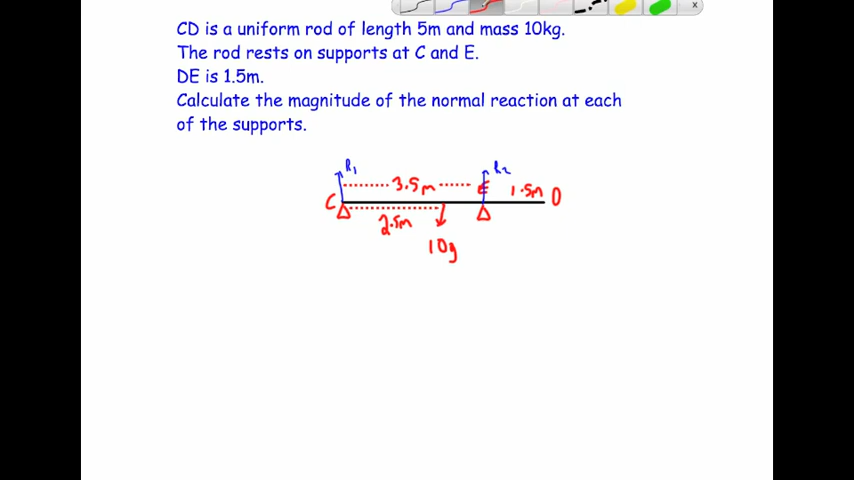 CD is a uniform rod of length 5m and mass 10kg.
The rod rests on supports at C and E.
DE is 1.5m.
Calculate the magnitude of the normal reaction at each
of the supports.
R1 R2
3.5m E 1.5m D
C
2.5m
10g
x